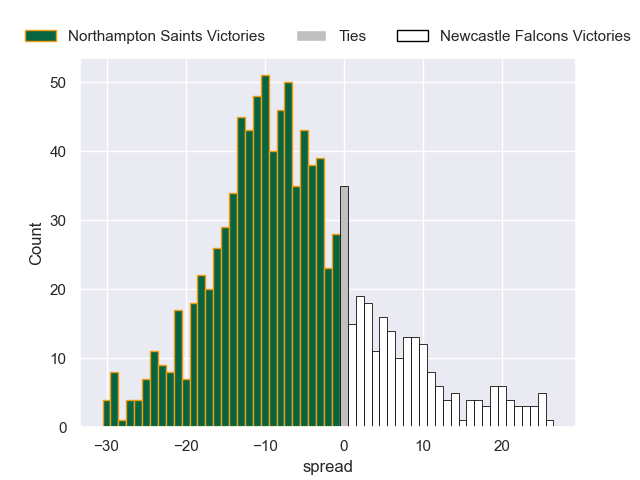 Northampton Saints Victories Ties Newcastle Falcons Victories
50
40
30
20
10
0
Count
−30 −20 −10 0 10 20
spread